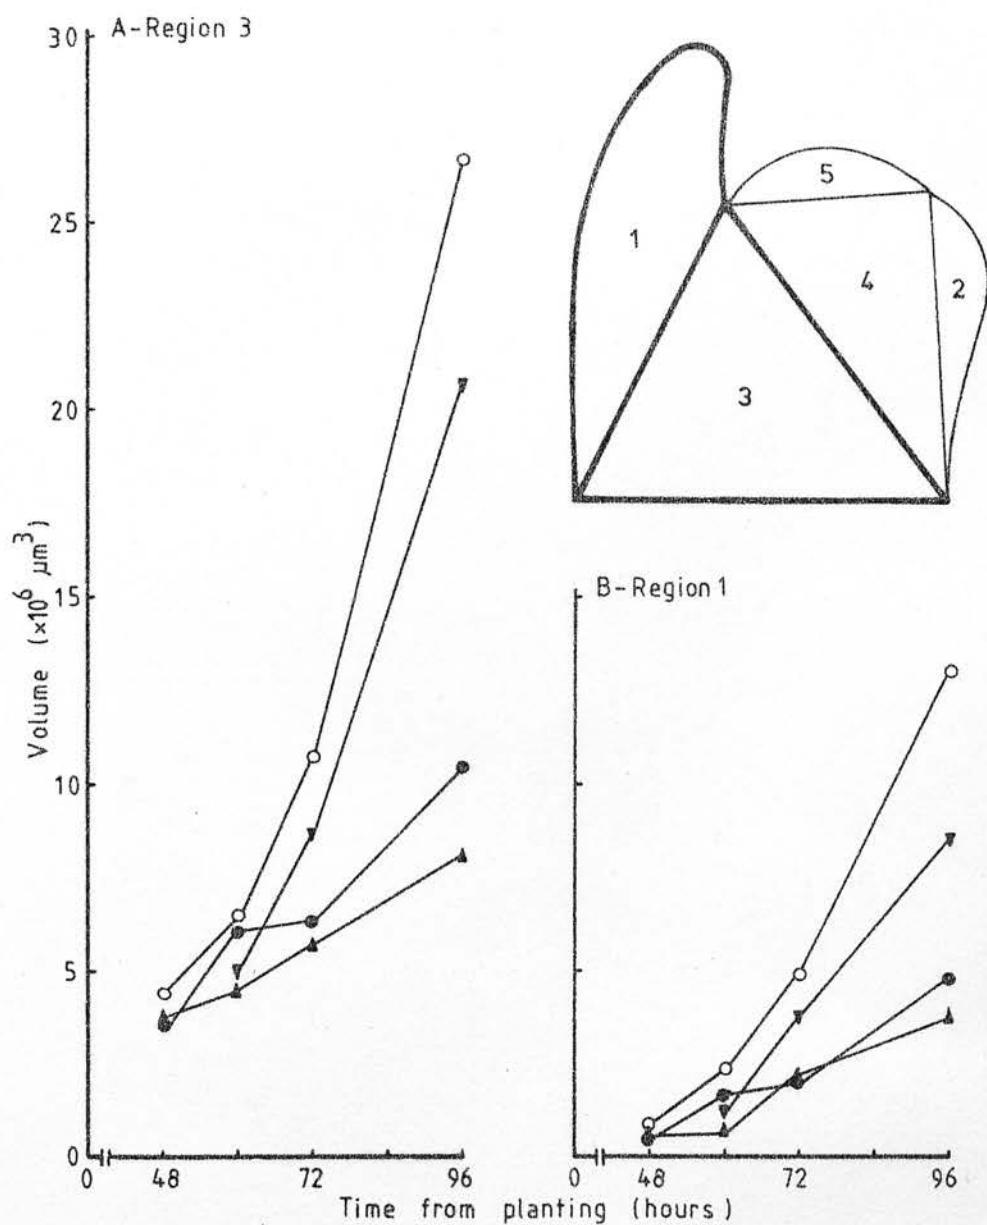 A-Region 3
30
25
20
15
10
5
0
Volume (×10⁶ µm³)
0 48 72 96
1
5
4
2
3
B-Region 1
0 48 72 96
Time from planting (hours)